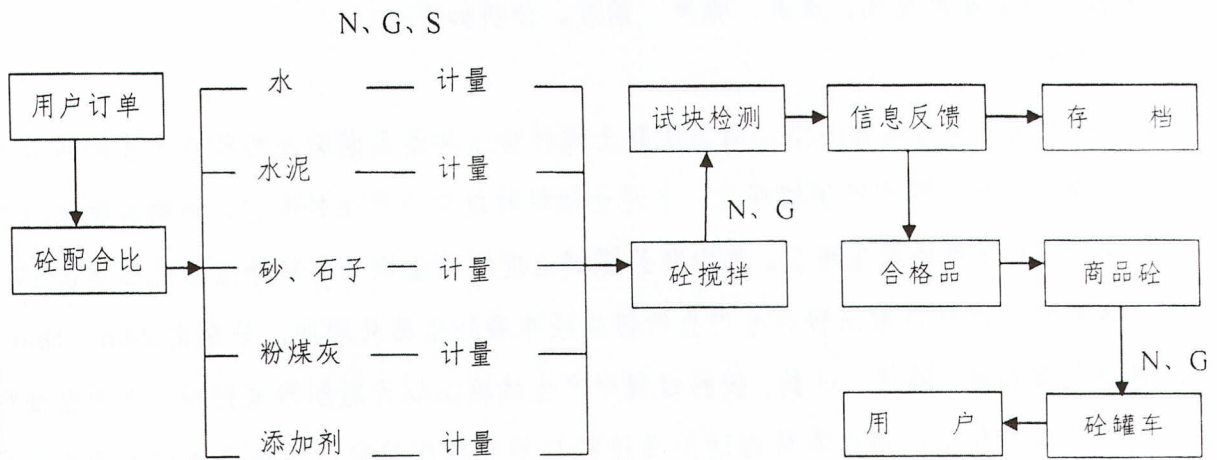 N、G、S
用户订单
水 计量
试块检测 信息反馈 存 档
水泥 计量
N、G
砼配合比
砂、石子 计量
砼搅拌 合格品 商品砼
粉煤灰 计量
N、G
添加剂 计量
用 户 砼罐车